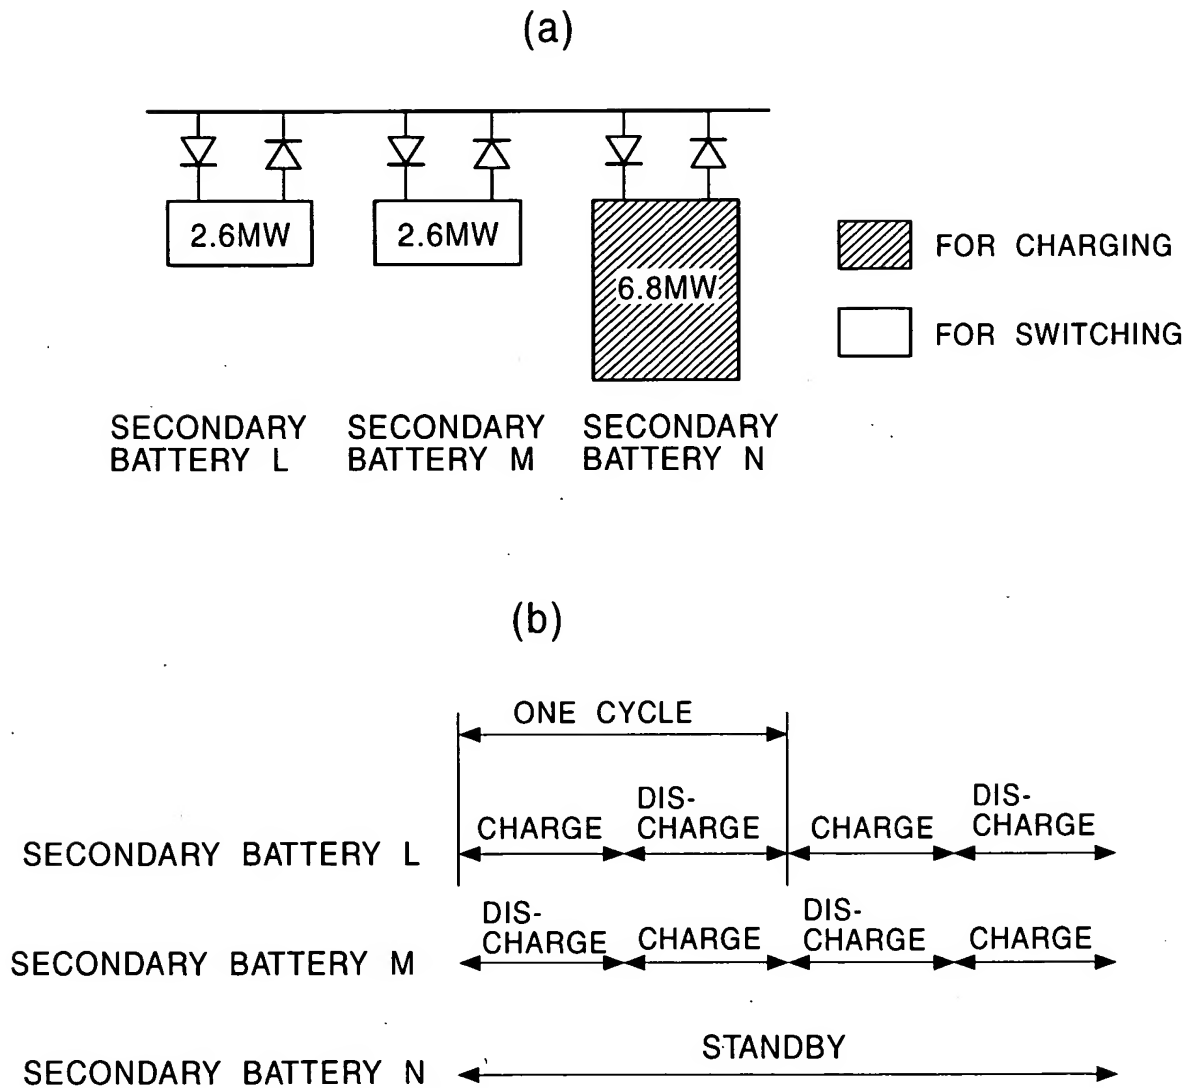 (a)
2.6MW 2.6MW 6.8MW
FOR CHARGING
FOR SWITCHING
SECONDARY BATTERY L
SECONDARY BATTERY M
SECONDARY BATTERY N
(b)
ONE CYCLE
SECONDARY BATTERY L
CHARGE
DIS-
CHARGE
CHARGE
DIS-
CHARGE
SECONDARY BATTERY M
DIS-
CHARGE
CHARGE
DIS-
CHARGE
CHARGE
SECONDARY BATTERY N
STANDBY